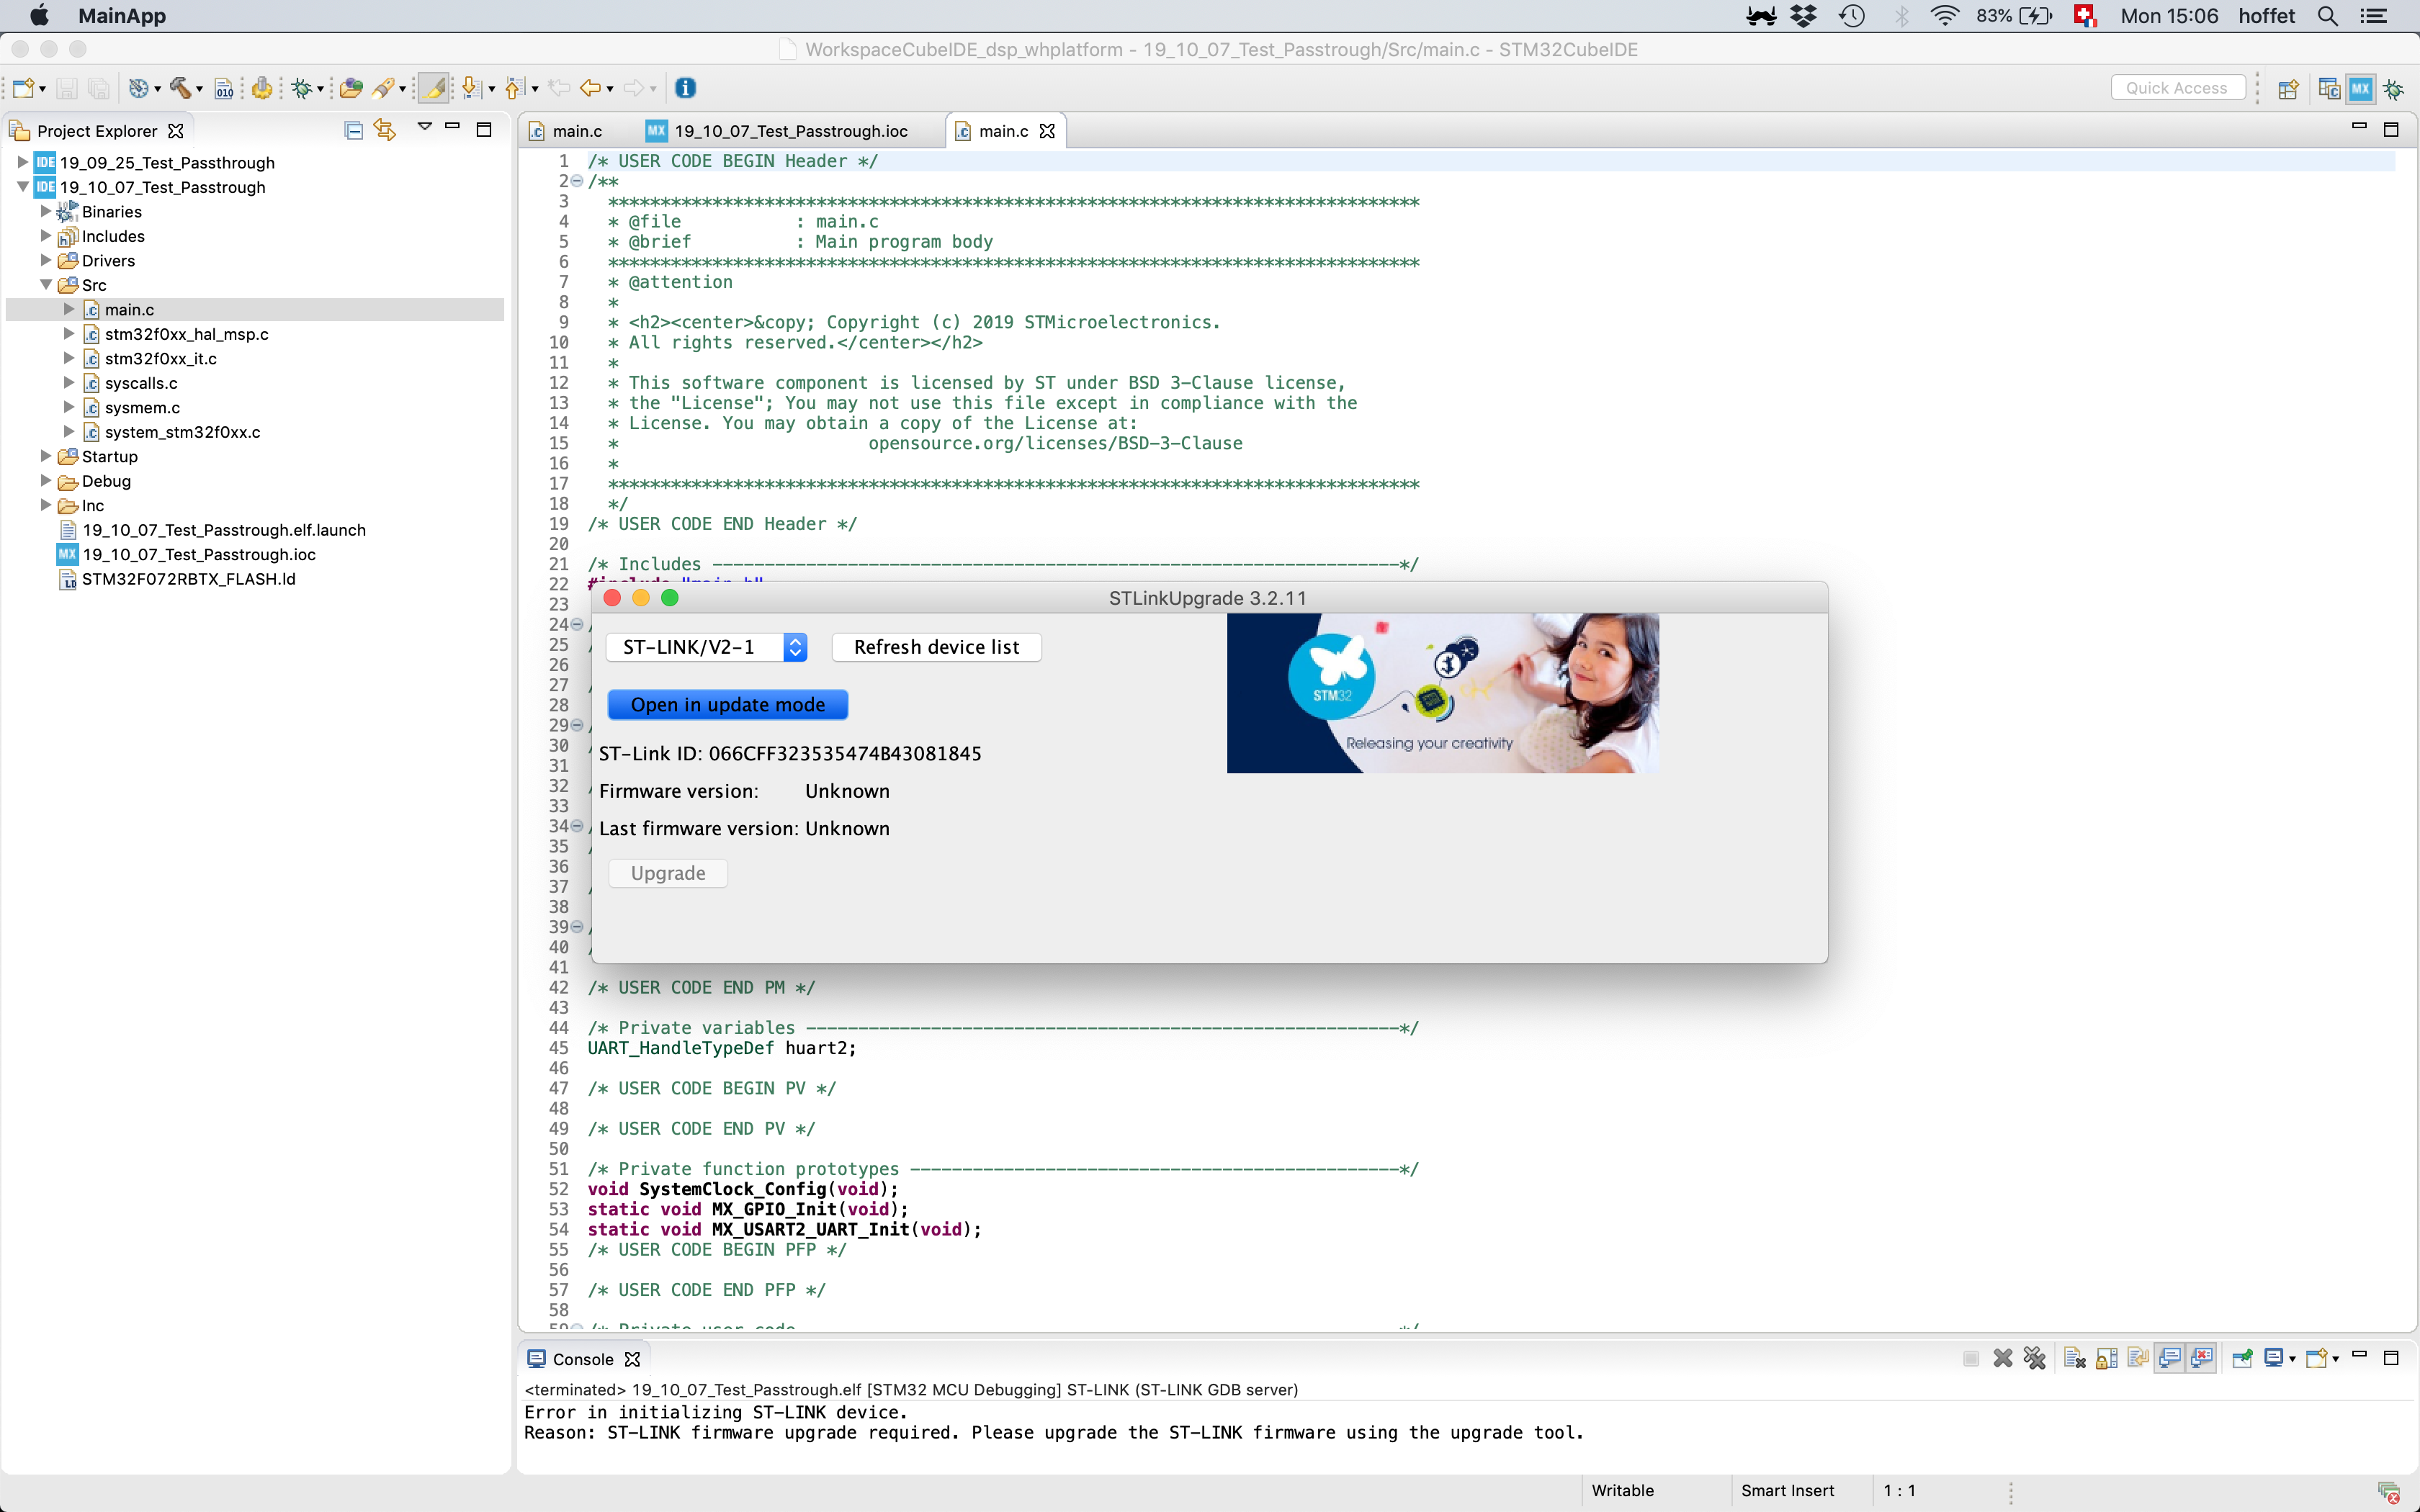 MainApp
83%
Mon 15:06
hoffet
WorkspaceCubeIDE_dsp_whplatform - 19_10_07_Test_Passtrough/Src/main.c - STM32CubeIDE
010
Quick Access
MX
Project Explorer
main.c
MX 19_10_07_Test_Passtrough.ioc
main.c
IDE 19_09_25_Test_Passthrough
IDE 19_10_07_Test_Passtrough
Binaries
Includes
Drivers
Src
main.c
stm32f0xx_hal_msp.c
stm32f0xx_it.c
syscalls.c
sysmem.c
system_stm32f0xx.c
Startup
Debug
Inc
19_10_07_Test_Passtrough.elf.launch
MX 19_10_07_Test_Passtrough.ioc
STM32F072RBTX_FLASH.ld
1 /* USER CODE BEGIN Header */
2 /**
3 ******************************************************************************
4 * @file : main.c
5 * @brief : Main program body
6 ******************************************************************************
7 * @attention
8 *
9 * <h2><center>&copy; Copyright (c) 2019 STMicroelectronics.
10 * All rights reserved.</center></h2>
11 *
12 * This software component is licensed by ST under BSD 3-Clause license,
13 * the "License"; You may not use this file except in compliance with the
14 * License. You may obtain a copy of the License at:
15 * opensource.org/licenses/BSD-3-Clause
16 *
17 ******************************************************************************
18 */
19 /* USER CODE END Header */
20
21 /* Includes ------------------------------------------------------------------*/
22 #include "main.h"
23
24
25
26
27
28
29
30
31
32
33
34
35
36
37
38
39
40
41
42 /* USER CODE END PM */
43
44 /* Private variables ---------------------------------------------------------*/
45 UART_HandleTypeDef huart2;
46
47 /* USER CODE BEGIN PV */
48
49 /* USER CODE END PV */
50
51 /* Private function prototypes -----------------------------------------------*/
52 void SystemClock_Config(void);
53 static void MX_GPIO_Init(void);
54 static void MX_USART2_UART_Init(void);
55 /* USER CODE BEGIN PFP */
56
57 /* USER CODE END PFP */
58
59 /* Private user code
STLinkUpgrade 3.2.11
ST-LINK/V2-1
Refresh device list
Open in update mode
ST-Link ID: 066CFF323535474B43081845
Firmware version: Unknown
Last firmware version: Unknown
Upgrade
STM32
Releasing your creativity
Console
<terminated> 19_10_07_Test_Passtrough.elf [STM32 MCU Debugging] ST-LINK (ST-LINK GDB server)
Error in initializing ST-LINK device.
Reason: ST-LINK firmware upgrade required. Please upgrade the ST-LINK firmware using the upgrade tool.
Writable
Smart Insert
1 : 1